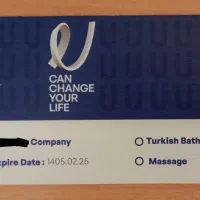 CAN
CHANGE
YOUR
LIFE
Company
Turkish Bath
xpire Date : 1405.02.25
Massage